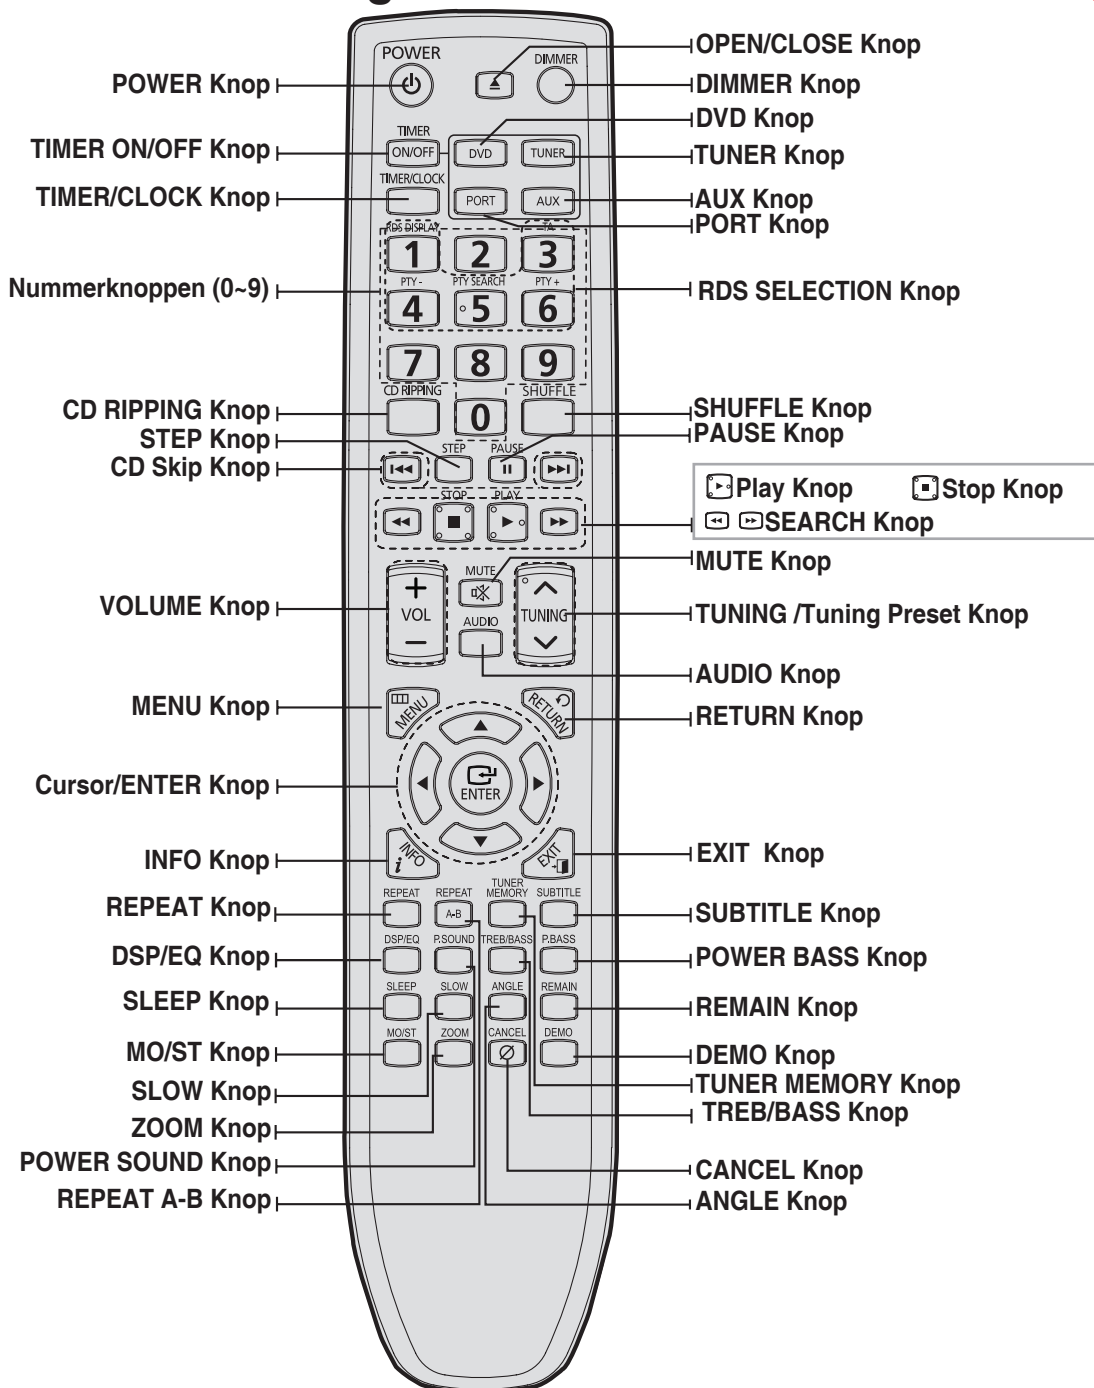 g
POWER Knop
TIMER ON/OFF Knop
TIMER/CLOCK Knop
Nummerknoppen (0~9)
CD RIPPING Knop
STEP Knop
CD Skip Knop
VOLUME Knop
MENU Knop
Cursor/ENTER Knop
INFO Knop
REPEAT Knop
DSP/EQ Knop
SLEEP Knop
MO/ST Knop
SLOW Knop
ZOOM Knop
POWER SOUND Knop
REPEAT A-B Knop
POWER
DIMMER
TIMER
ON/OFF
DVD
TUNER
TIMER/CLOCK
PORT
AUX
RDS DISPLAY
TA
1
2
3
PTY -
PTY SEARCH
PTY +
4
5
6
7
8
9
CD RIPPING
SHUFFLE
0
STEP
PAUSE
STOP
PLAY
+
VOL
−
MUTE
AUDIO
TUNING
MENU
RETURN
ENTER
INFO
i
EXIT
REPEAT
REPEAT
TUNER
MEMORY
SUBTITLE
A-B
DSP/EQ
P.SOUND
TREB/BASS
P.BASS
SLEEP
SLOW
ANGLE
REMAIN
MO/ST
ZOOM
CANCEL
DEMO
OPEN/CLOSE Knop
DIMMER Knop
DVD Knop
TUNER Knop
AUX Knop
PORT Knop
RDS SELECTION Knop
SHUFFLE Knop
PAUSE Knop
Play Knop
Stop Knop
SEARCH Knop
MUTE Knop
TUNING /Tuning Preset Knop
AUDIO Knop
RETURN Knop
EXIT Knop
SUBTITLE Knop
POWER BASS Knop
REMAIN Knop
DEMO Knop
TUNER MEMORY Knop
TREB/BASS Knop
CANCEL Knop
ANGLE Knop